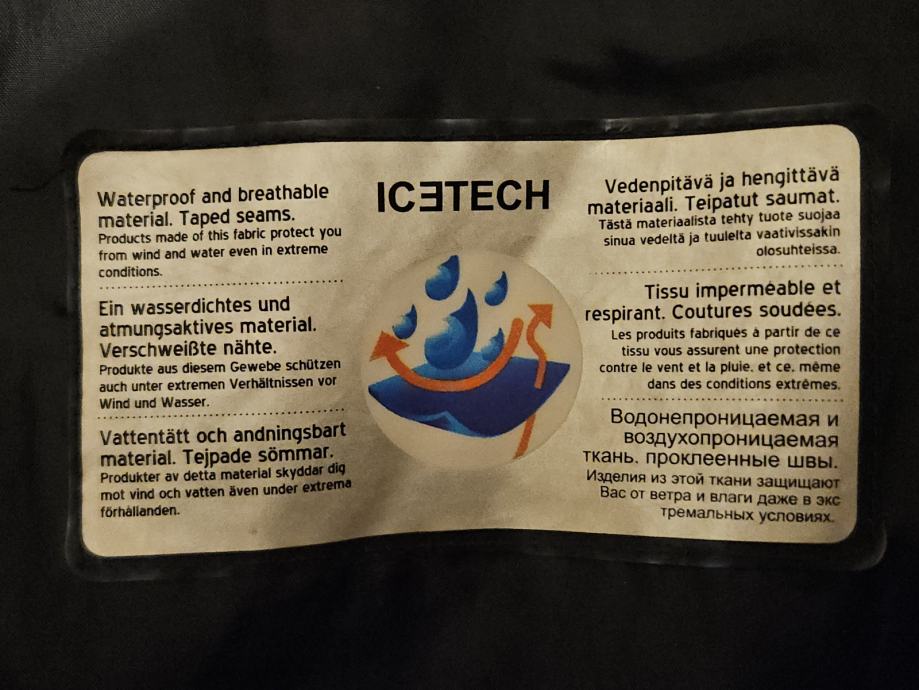 ICETECH
Waterproof and breathable
material. Taped seams.
Products made of this fabric protect you
from wind and water even in extreme
conditions.
Ein wasserdichtes und
atmungsaktives material.
Verschweißte nähte.
Produkte aus diesem Gewebe schützen
auch unter extremen Verhältnissen vor
Wind und Wasser.
Vattentätt och andningsbart
material. Tejpade sömmar.
Produkter av detta material skyddar dig
mot vind och vatten även under extrema
förhållanden.
Vedenpitävä ja hengittävä
materiaali. Teipatut saumat.
Tästä materiaalista tehty tuote suojaa
sinua vedeltä ja tuulelta vaativissakin
olosuhteissa.
Tissu imperméable et
respirant. Coutures soudées.
Les produits fabriqués à partir de ce
tissu vous assurent une protection
contre le vent et la pluie. et ce. même
dans des conditions extrêmes.
Водонепроницаемая и
воздухопроницаемая
ткань. проклеенные швы.
Изделия из этой ткани защищают
Вас от ветра и влаги даже в экс
тремальных условиях.